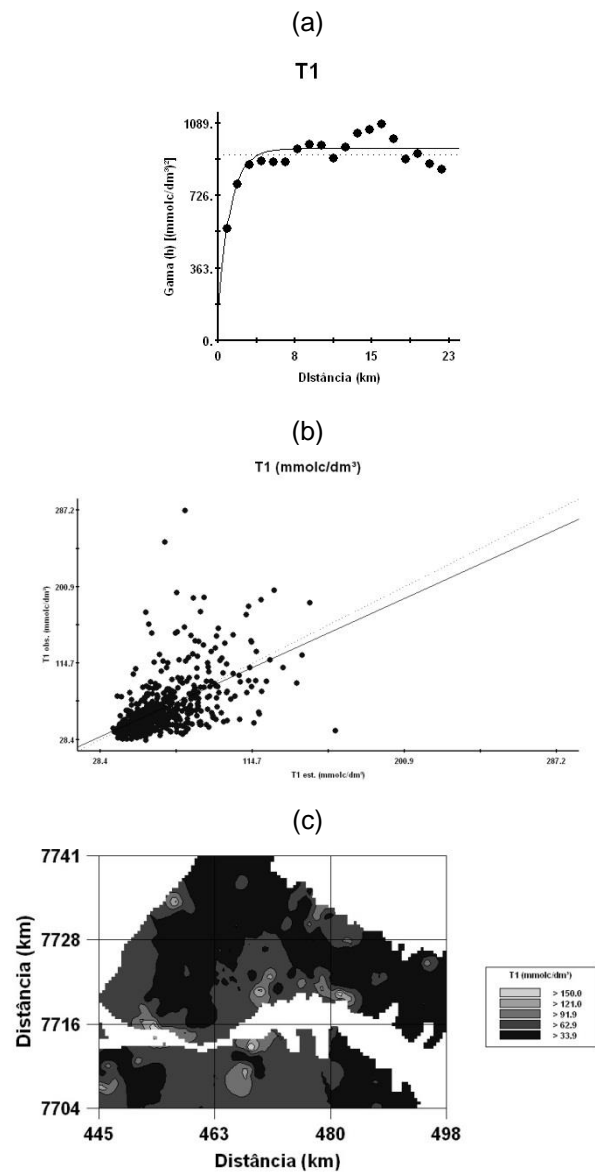 (a)
T1
Gama (h) [(mmolc/dm³)²]
1089.
726.
363.
0.
0 8 15 23
Distância (km)
(b)
T1 (mmolc/dm³)
T1 obs. (mmolc/dm³)
287.2
200.9
114.7
28.4
28.4 114.7 200.9 287.2
T1 est. (mmolc/dm³)
(c)
Distância (km)
7741
7728
7716
7704
445 463 480 498
Distância (km)
T1 (mmolc/dm³)
> 150.0
> 121.0
> 91.9
> 62.9
> 33.9